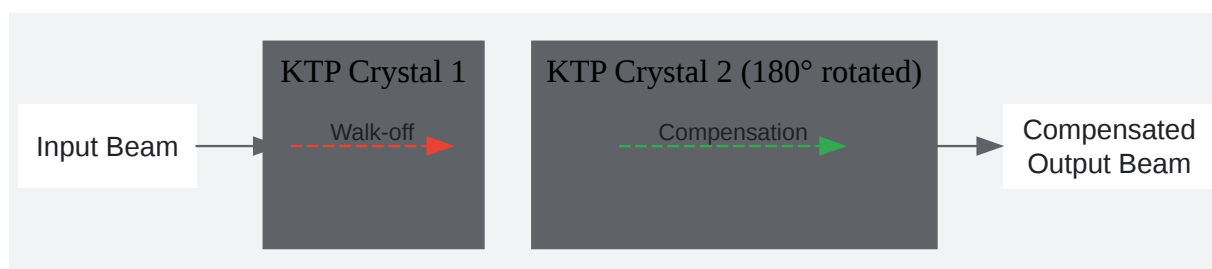 KTP Crystal 1
KTP Crystal 2 (180° rotated)
Input Beam
Walk-off
Compensation
Compensated
Output Beam